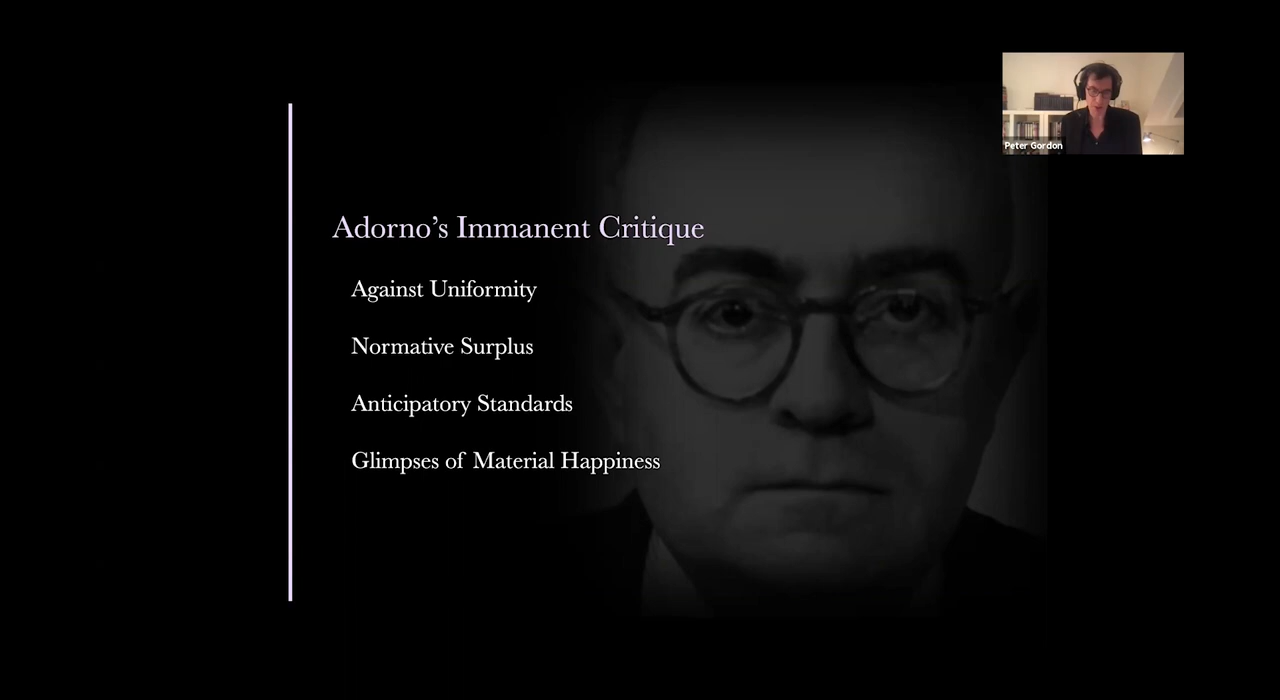 Peter Gordon
Adorno’s Immanent Critique
Against Uniformity
Normative Surplus
Anticipatory Standards
Glimpses of Material Happiness